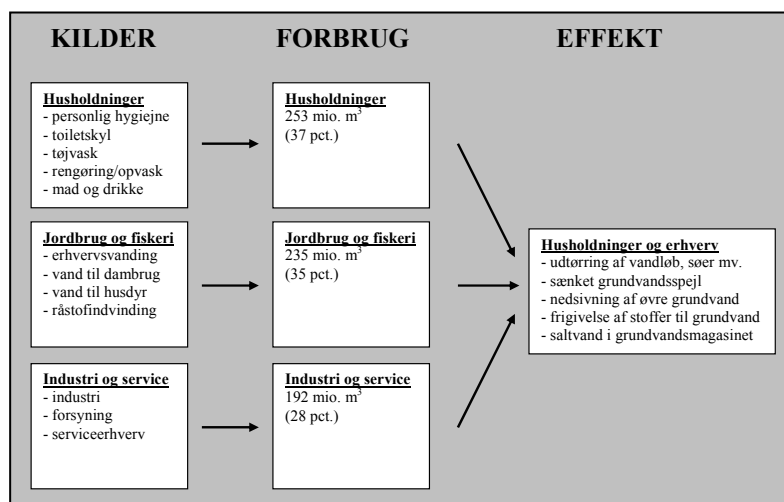 KILDER
FORBRUG
EFFEKT
Husholdninger
- personlig hygiejne
- toiletskyl
- tøjvask
- rengøring/opvask
- mad og drikke
Husholdninger
253 mio. m³
(37 pct.)
Jordbrug og fiskeri
- erhvervsvanding
- vand til dambrug
- vand til husdyr
- råstofindvinding
Jordbrug og fiskeri
235 mio. m³
(35 pct.)
Husholdninger og erhverv
- udtørring af vandløb, søer mv.
- sænket grundvandsspejl
- nedsivning af øvre grundvand
- frigivelse af stoffer til grundvand
- saltvand i grundvandsmagasinet
Industri og service
- industri
- forsyning
- serviceerhverv
Industri og service
192 mio. m³
(28 pct.)